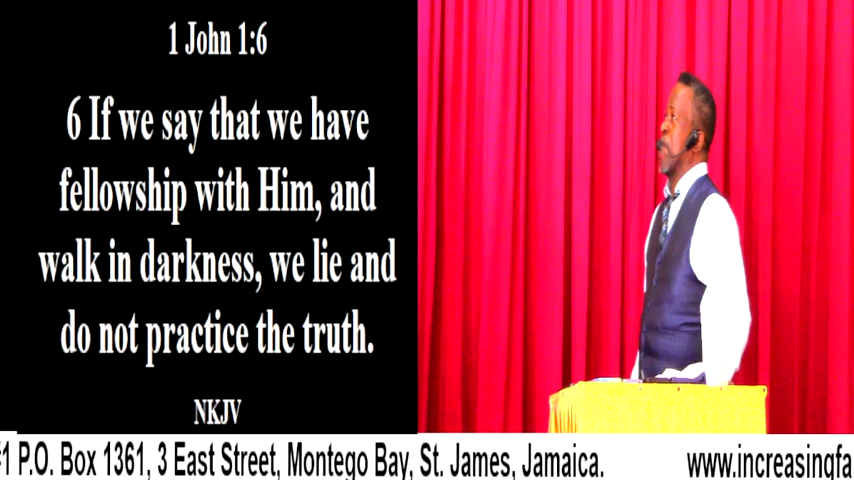 1 John 1:6
6 If we say that we have
fellowship with Him, and
walk in darkness, we lie and
do not practice the truth.
NKJV
#1 P.O. Box 1361, 3 East Street, Montego Bay, St. James, Jamaica. www.increasingfa